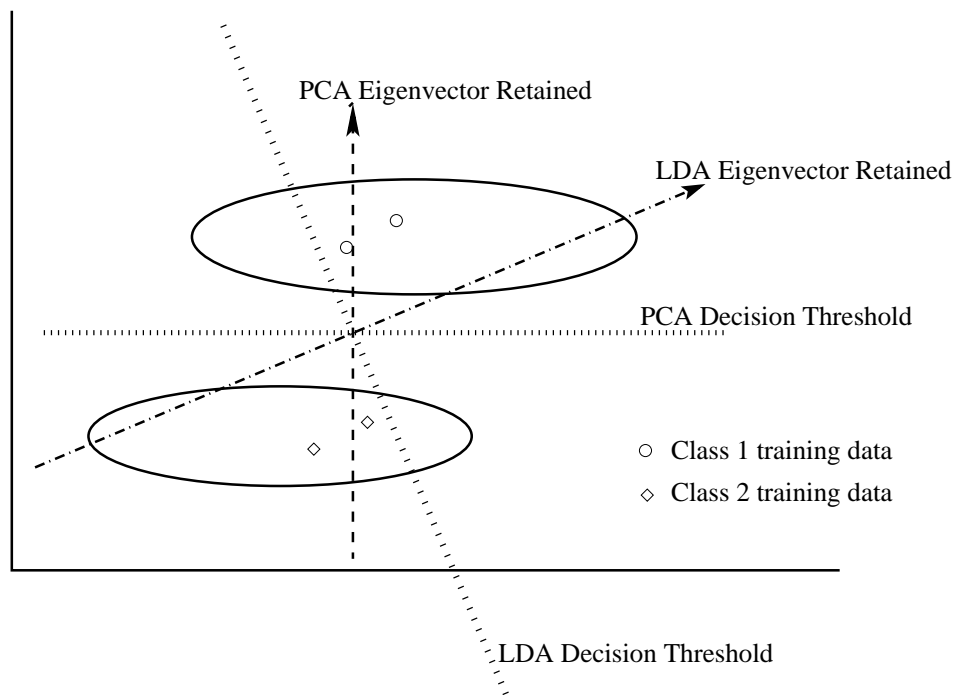 PCA Eigenvector Retained
LDA Eigenvector Retained
PCA Decision Threshold
Class 1 training data
Class 2 training data
LDA Decision Threshold